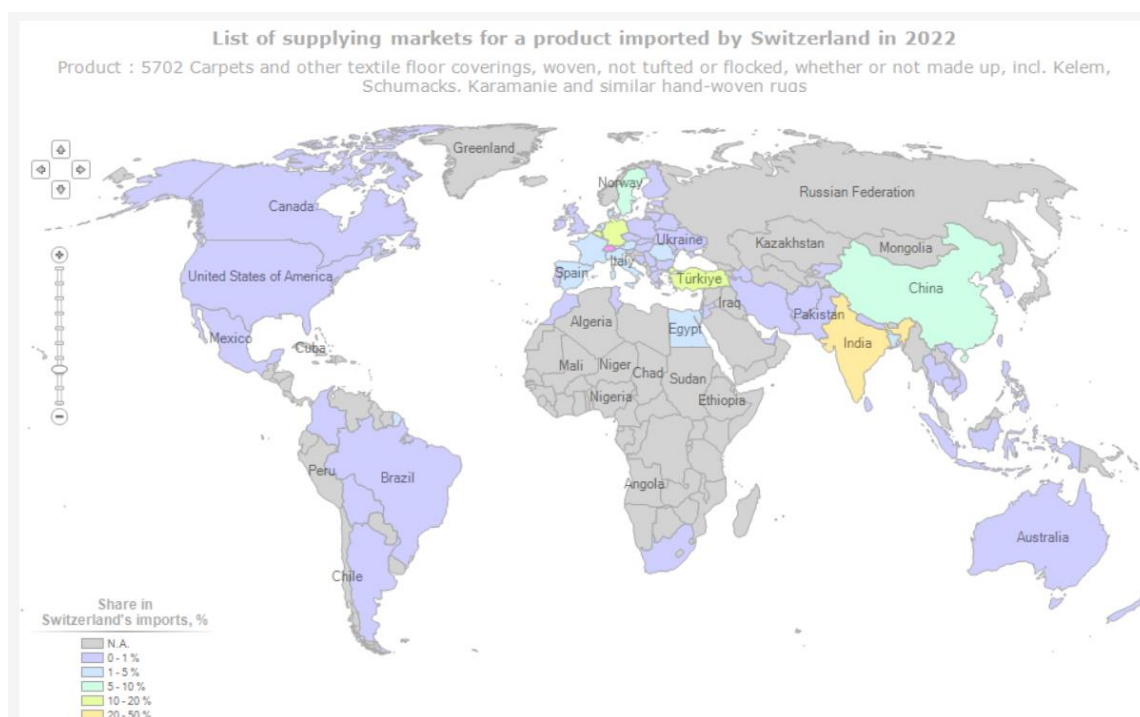 List of supplying markets for a product imported by Switzerland in 2022
Product : 5702 Carpets and other textile floor coverings, woven, not tufted or flocked, whether or not made up, incl. Kelem,
Schumacks, Karamanie and similar hand-woven rugs
Greenland
Norway
Russian Federation
Canada
Ukraine
Kazakhstan
Mongolia
United States of America
Spain
Italy
Türkiye
China
Iraq
Pakistan
Mexico
Cuba
Algeria
Egypt
India
Mali
Niger
Chad
Sudan
Nigeria
Ethiopia
Peru
Brazil
Angola
Australia
Chile
Share in
Switzerland's imports, %
N.A.
0 - 1 %
1 - 5 %
5 - 10 %
10 - 20 %
20 - 50 %